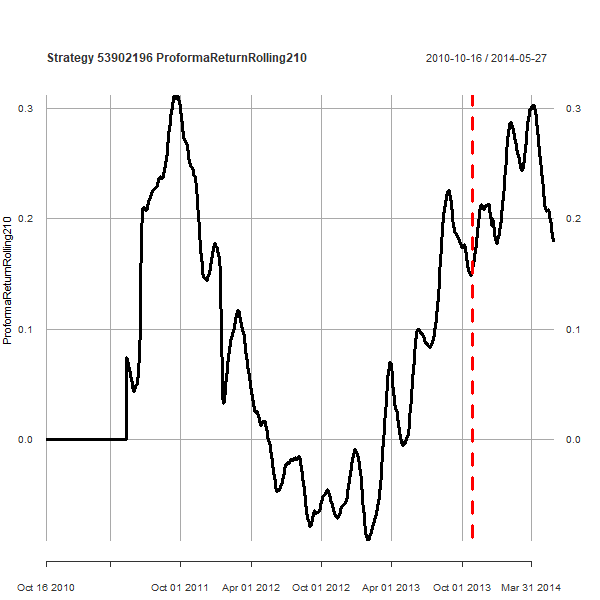 Strategy 53902196 ProformaReturnRolling210
2010-10-16 / 2014-05-27
0.3
0.3
0.2
0.2
0.1
0.1
0.0
0.0
ProformaReturnRolling210
Oct 16 2010
Oct 01 2011
Apr 01 2012
Oct 01 2012
Apr 01 2013
Oct 01 2013
Mar 31 2014